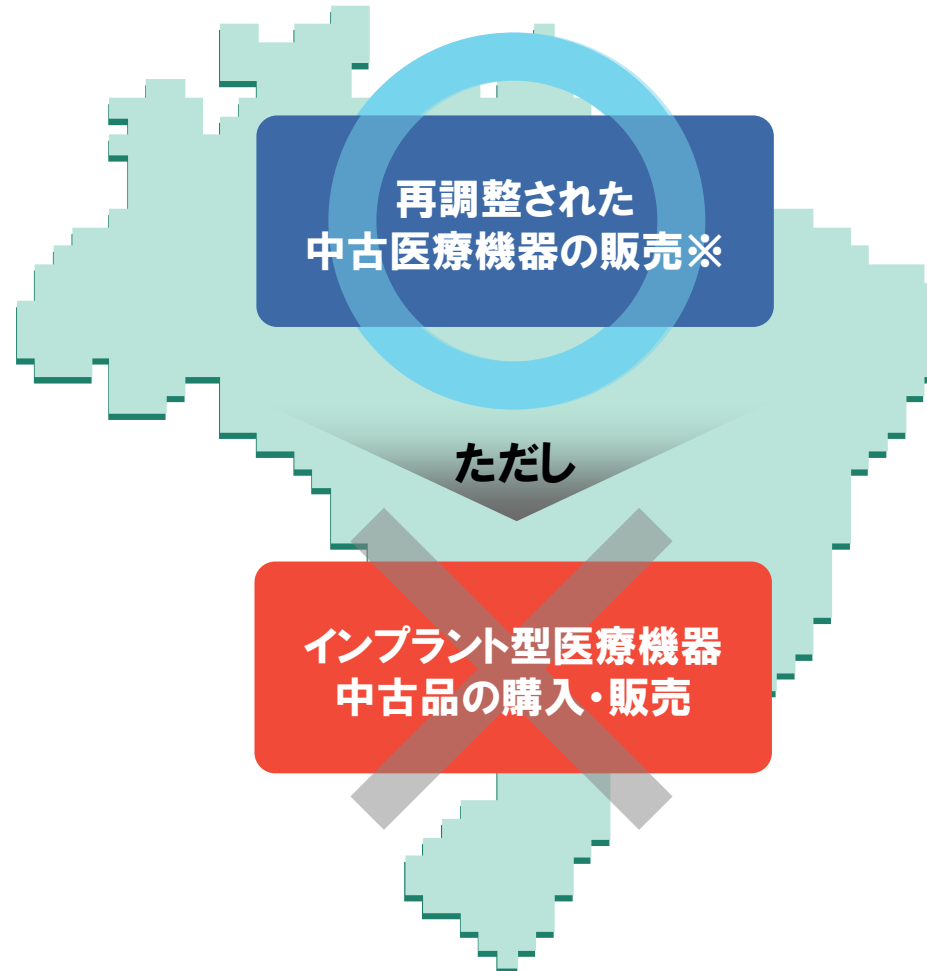 再調整された
中古医療機器の販売※
ただし
インプラント型医療機器
中古品の購入・販売